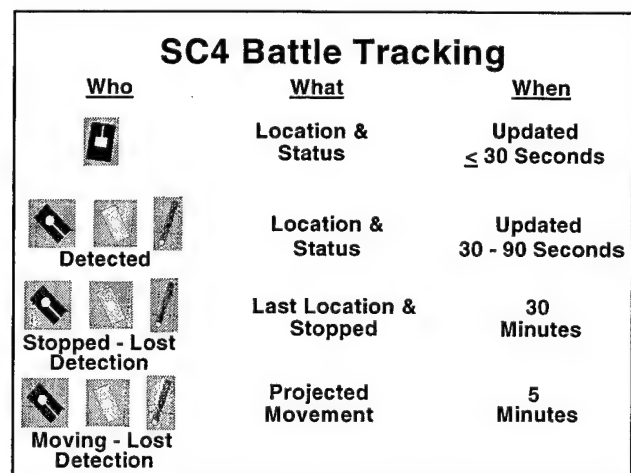 SC4 Battle Tracking
Who What When
Location & Updated
Status ≤ 30 Seconds
Location & Updated
Status 30 - 90 Seconds
Detected
Last Location & 30
Stopped Minutes
Stopped - Lost
Detection
Projected 5
Movement Minutes
Moving - Lost
Detection